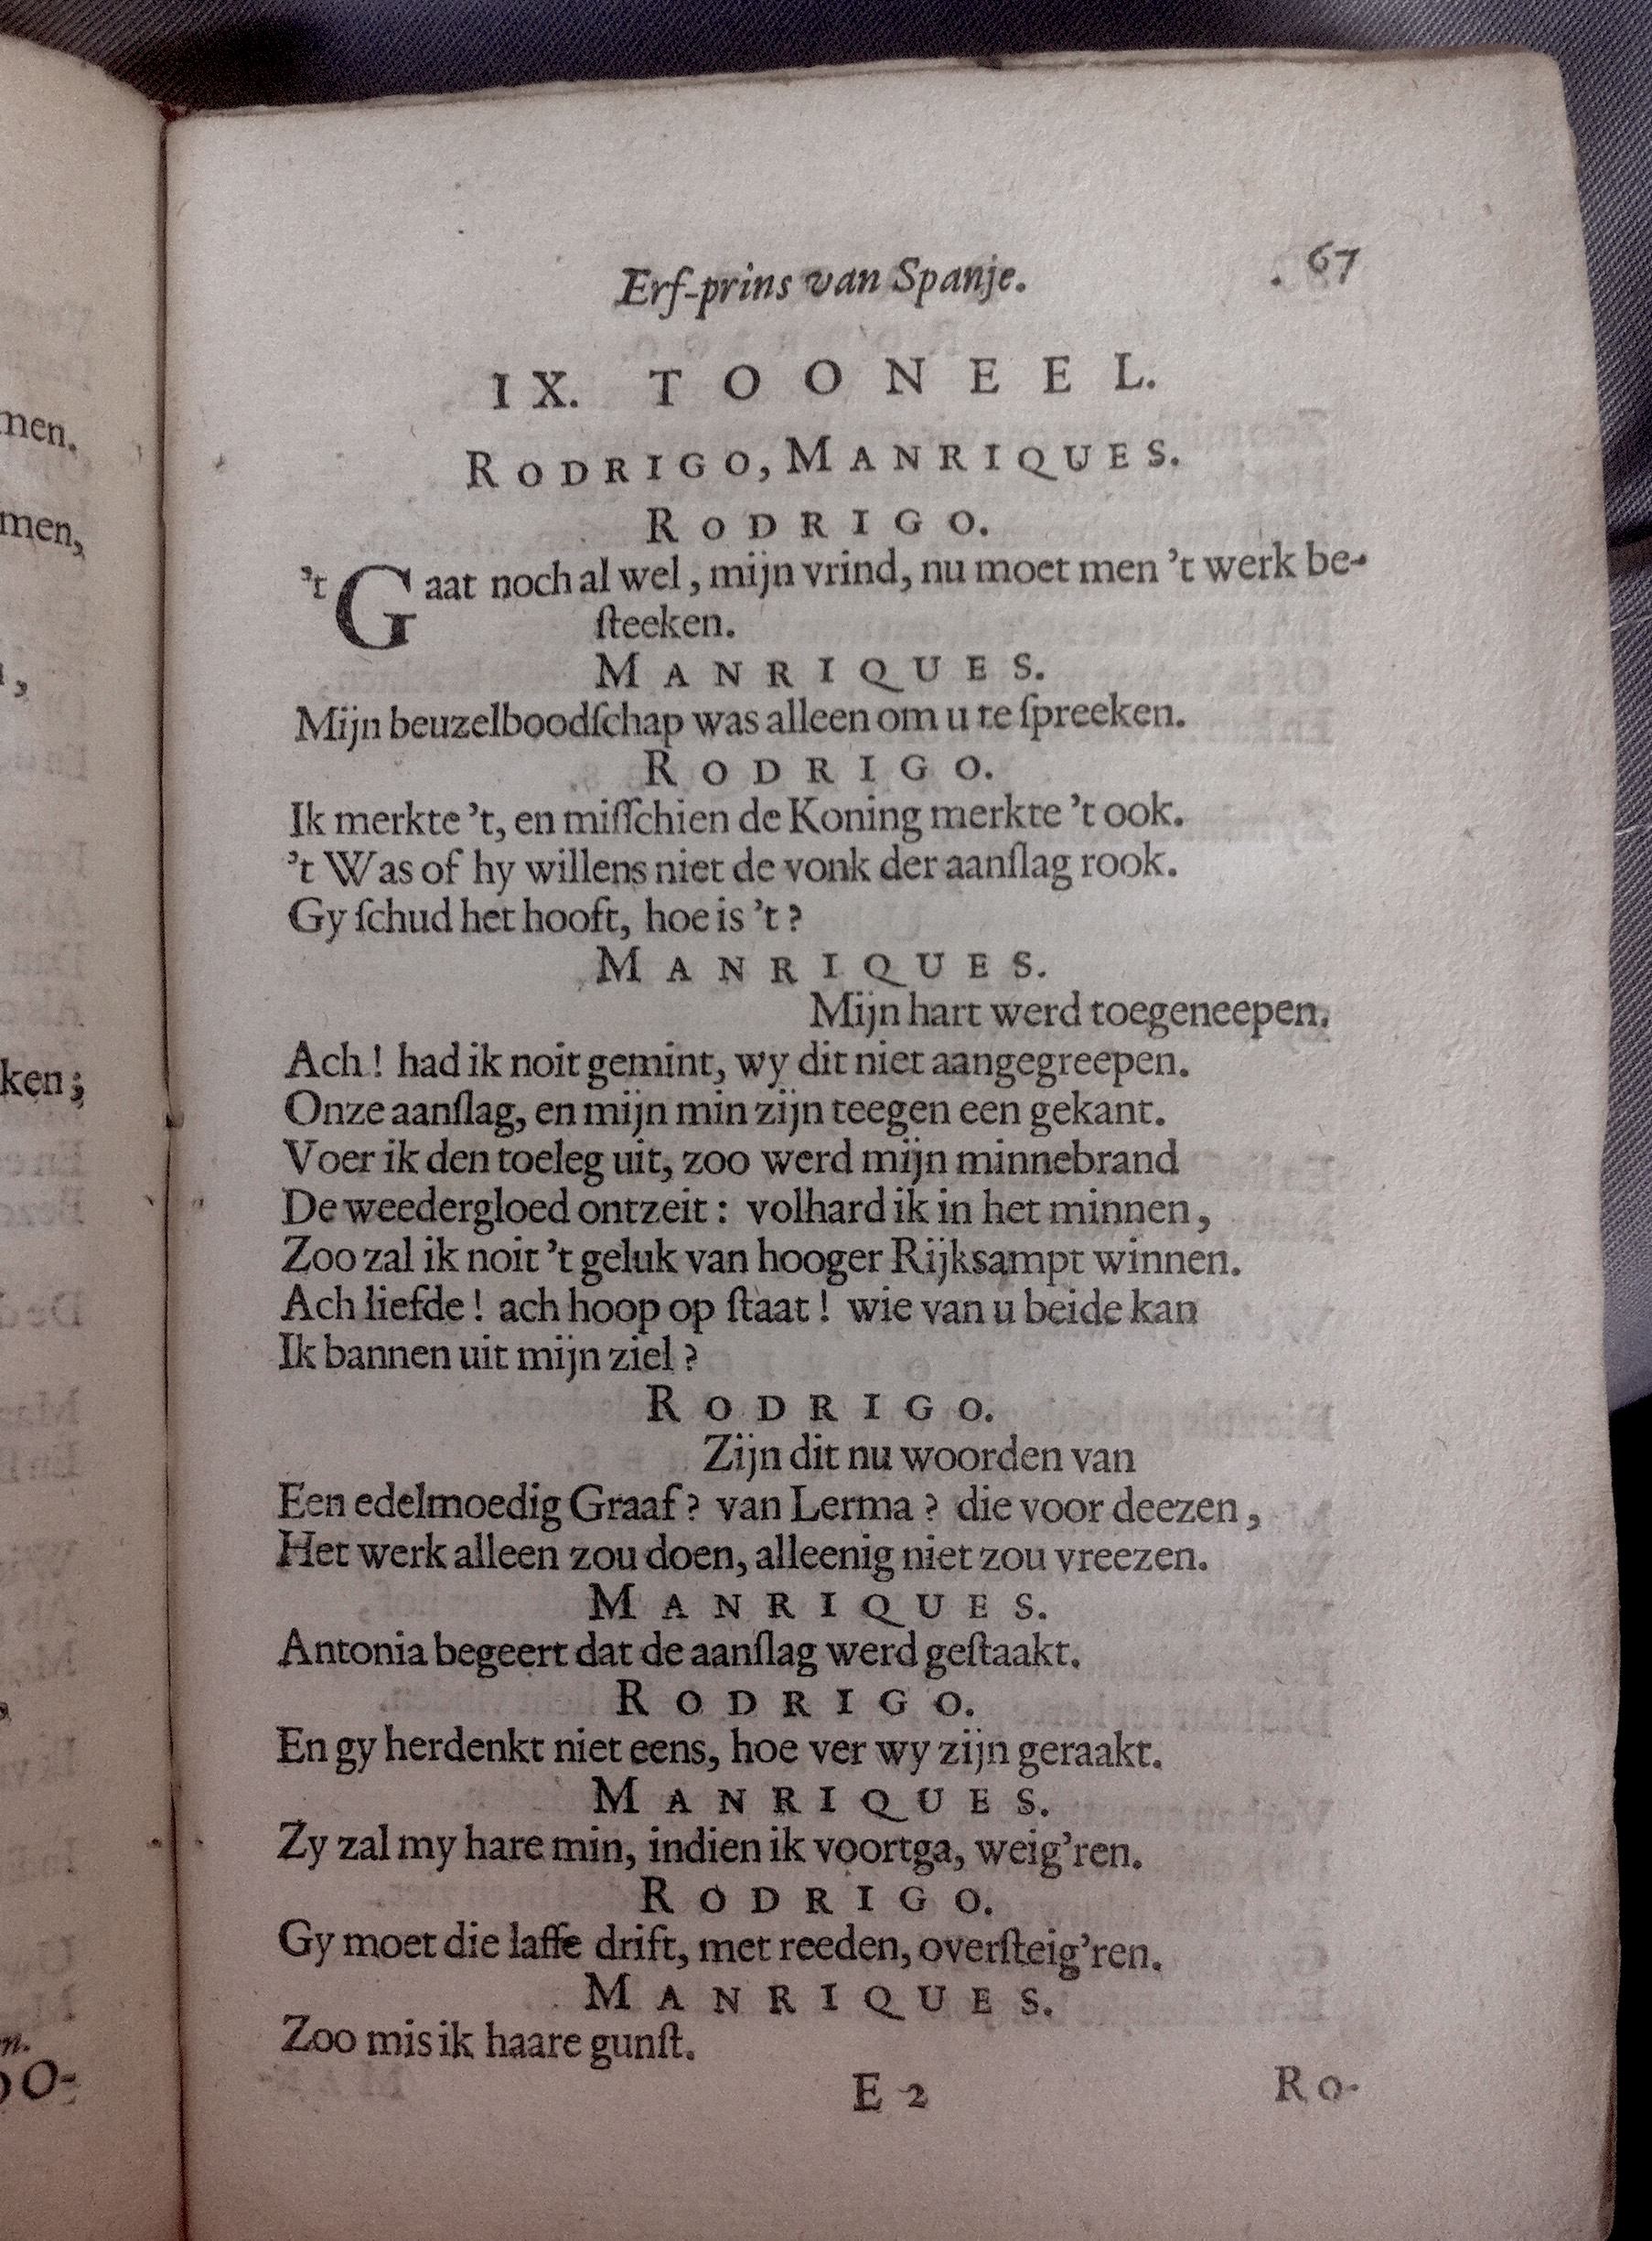 men.
men,
,
ken;
n.
OO-
Erf-prins van Spanje. 67
IX. TOONEEL.
RODRIGO, MANRIQUES.
RODRIGO.
't Gaat noch al wel, mijn vrind, nu moet men 't werk be-
ſteeken.
MANRIQUES.
Mijn beuzelboodſchap was alleen om u te ſpreeken.
RODRIGO.
Ik merkte 't, en miſſchien de Koning merkte 't ook.
't Was of hy willens niet de vonk der aanſlag rook.
Gy ſchud het hooft, hoe is 't?
MANRIQUES.
Mijn hart werd toegeneepen.
Ach! had ik noit gemint, wy dit niet aangegreepen.
Onze aanſlag, en mijn min zijn teegen een gekant.
Voer ik den toeleg uit, zoo werd mijn minnebrand
De weedergloed ontzeit: volhard ik in het minnen,
Zoo zal ik noit 't geluk van hooger Rijksampt winnen.
Ach liefde! ach hoop op ſtaat! wie van u beide kan
Ik bannen uit mijn ziel?
RODRIGO.
Zijn dit nu woorden van
Een edelmoedig Graaf? van Lerma? die voor deezen,
Het werk alleen zou doen, alleenig niet zou vreezen.
MANRIQUES.
Antonia begeert dat de aanſlag werd geſtaakt.
RODRIGO.
En gy herdenkt niet eens, hoe ver wy zijn geraakt.
MANRIQUES.
Zy zal my hare min, indien ik voortga, weig'ren.
RODRIGO.
Gy moet die laffe drift, met reeden, overſteig'ren.
MANRIQUES.
Zoo mis ik haare gunſt.
E 2 RO-